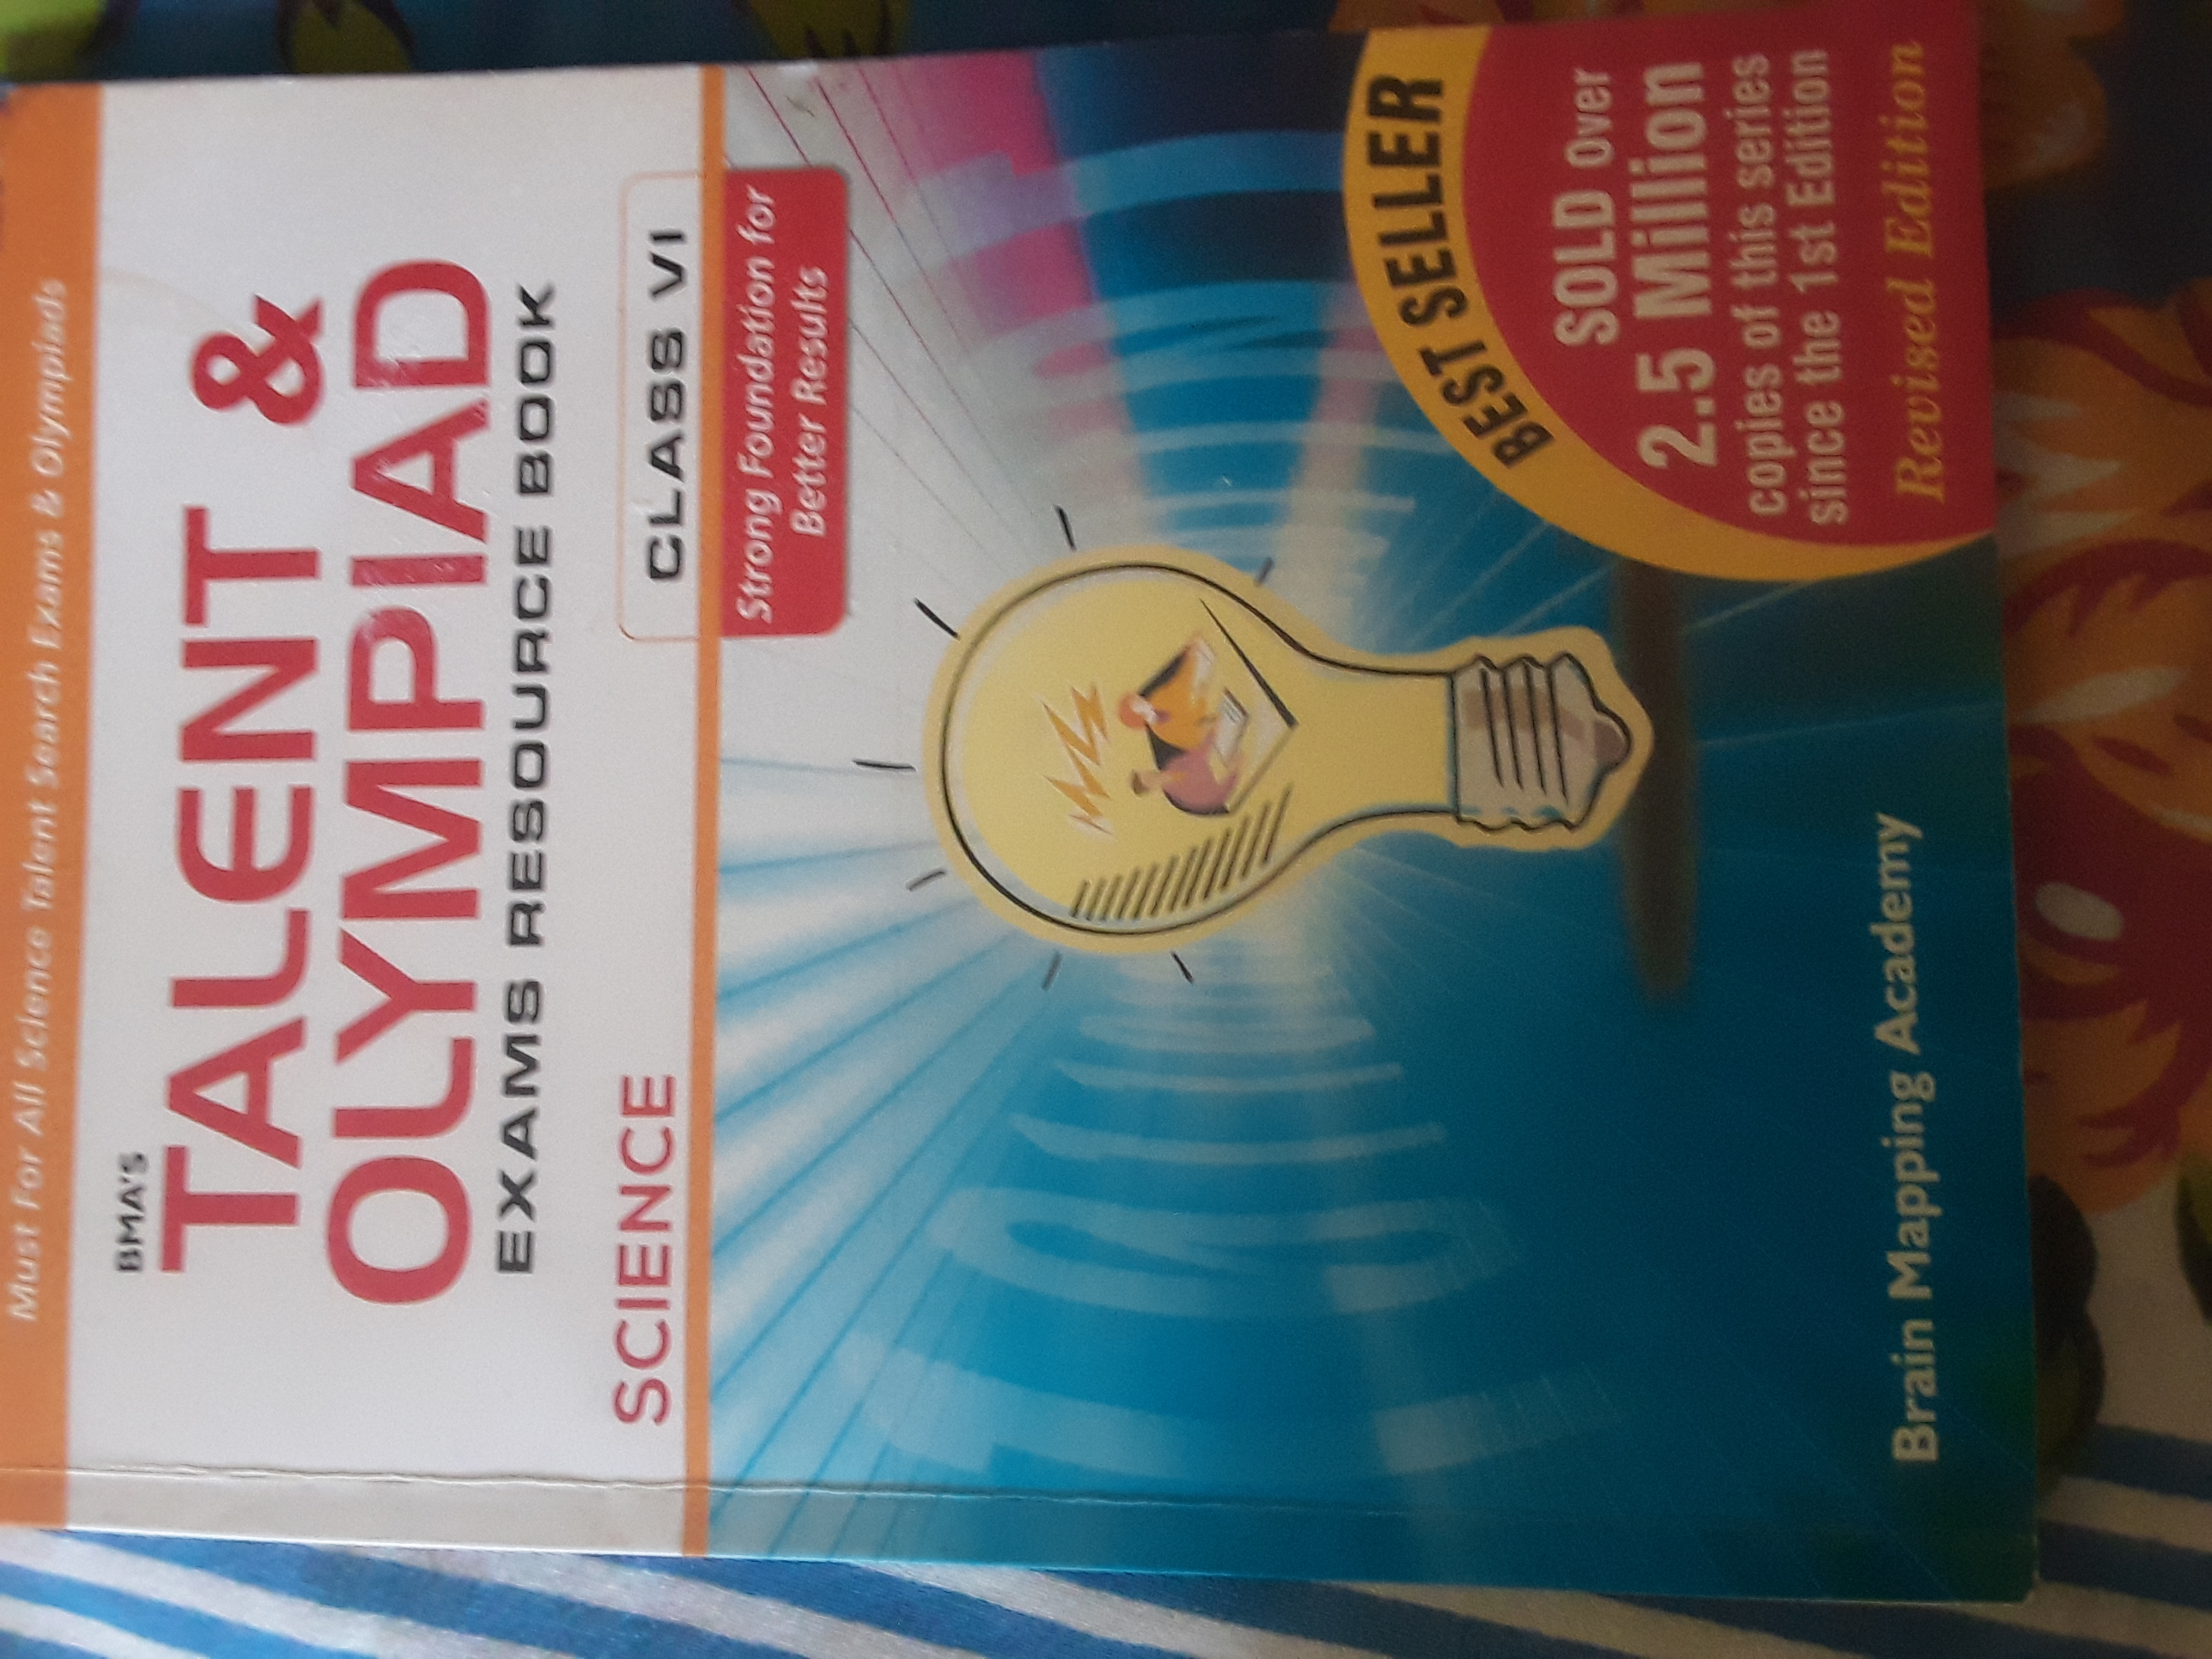 Must For All Science Talent Search Exams & Olympiads
BMA'S
TALENT &
OLYMPIAD
EXAMS RESOURCE BOOK
SCIENCE
CLASS VI
Strong Foundation for
Better Results
BEST SELLER
SOLD Over
2.5 Million
copies of this series
since the 1st Edition
Revised Edition
Brain Mapping Academy